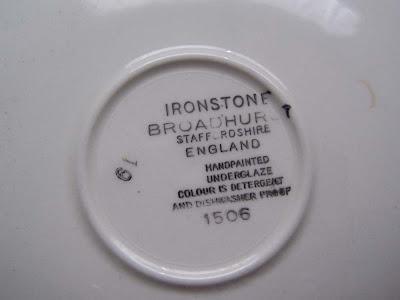 IRONSTONE
BROADHURST
STAFFORDSHIRE
ENGLAND
HANDPAINTED
UNDERGLAZE
COLOUR IS DETERGENT
AND DISHWASHER PROOF
1506